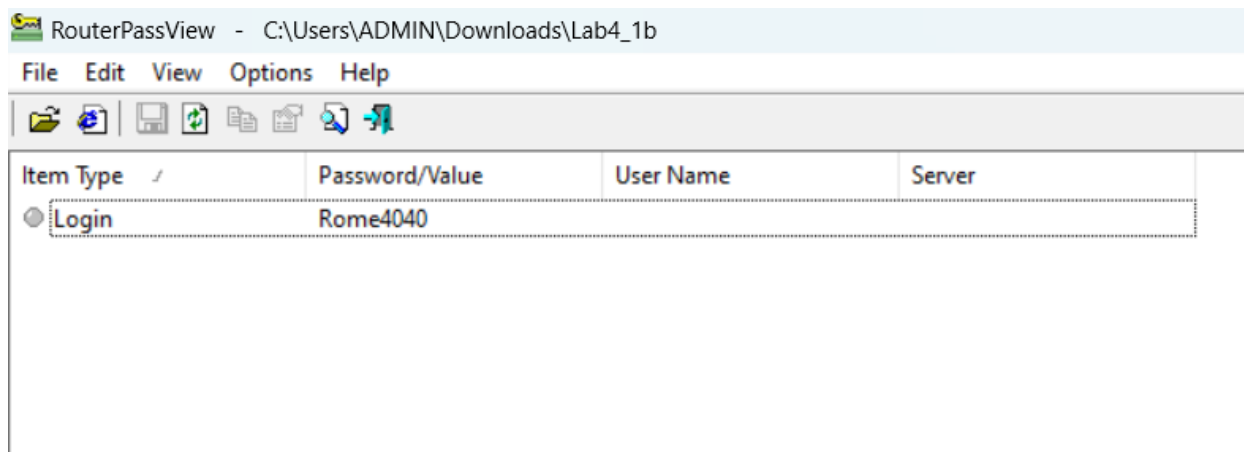 RouterPassView - C:\Users\ADMIN\Downloads\Lab4_1b
File Edit View Options Help
Item Type Password/Value User Name Server
Login Rome4040